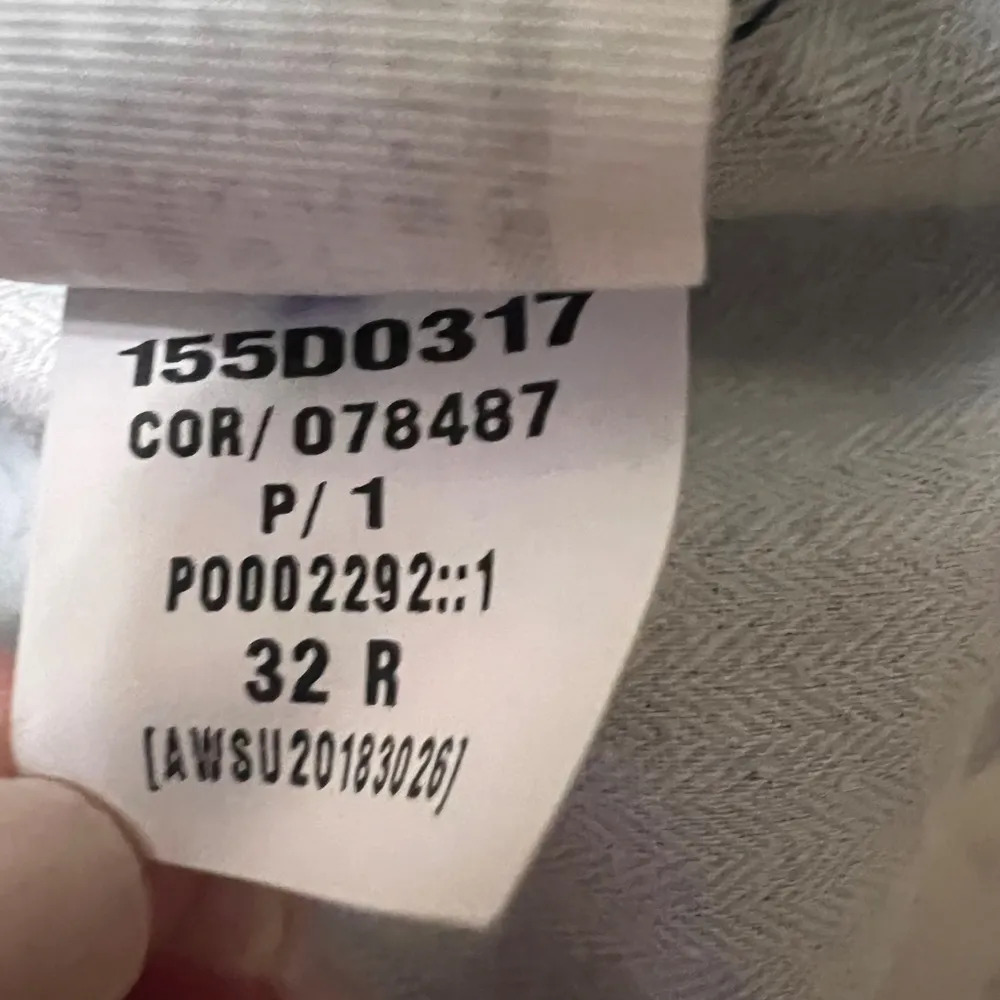 155D0317
COR/ 078487
P/ 1
P0002292::1
32 R
[AWSU20183026]